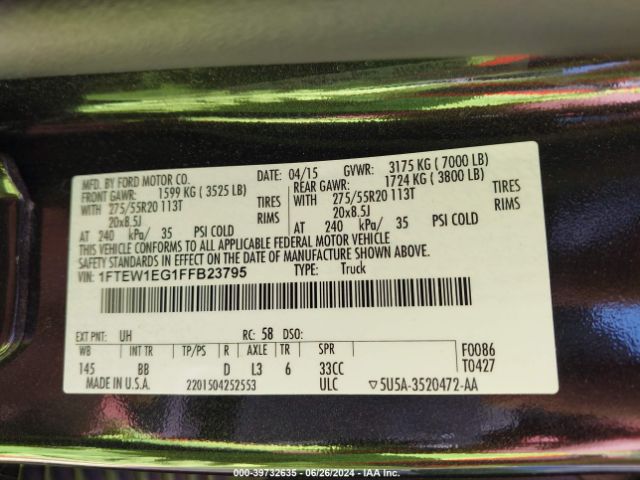 MFD. BY FORD MOTOR CO. DATE: 04/15 GVWR: 3175 KG ( 7000 LB)
FRONT GAWR: 1599 KG ( 3525 LB) REAR GAWR: 1724 KG ( 3800 LB)
WITH 275/55R20 113T TIRES WITH 275/55R20 113T TIRES
20x8.5J RIMS 20x8.5J RIMS
AT 240 kPa/ 35 PSI COLD AT 240 kPa/ 35 PSI COLD
THIS VEHICLE CONFORMS TO ALL APPLICABLE FEDERAL MOTOR VEHICLE
SAFETY STANDARDS IN EFFECT ON THE DATE OF MANUFACTURE SHOWN ABOVE.
VIN: 1FTEW1EG1FFB23795 TYPE: Truck
EXT PNT: UH RC: 58 DSO:
WB INT TR TP/PS R AXLE TR SPR F0086
145 BB D L3 6 33CC T0427
MADE IN U.S.A. 2201504252553 ULC ▽5U5A-3520472-AA
000-39732635 - 06/26/2024 - IAA Inc.